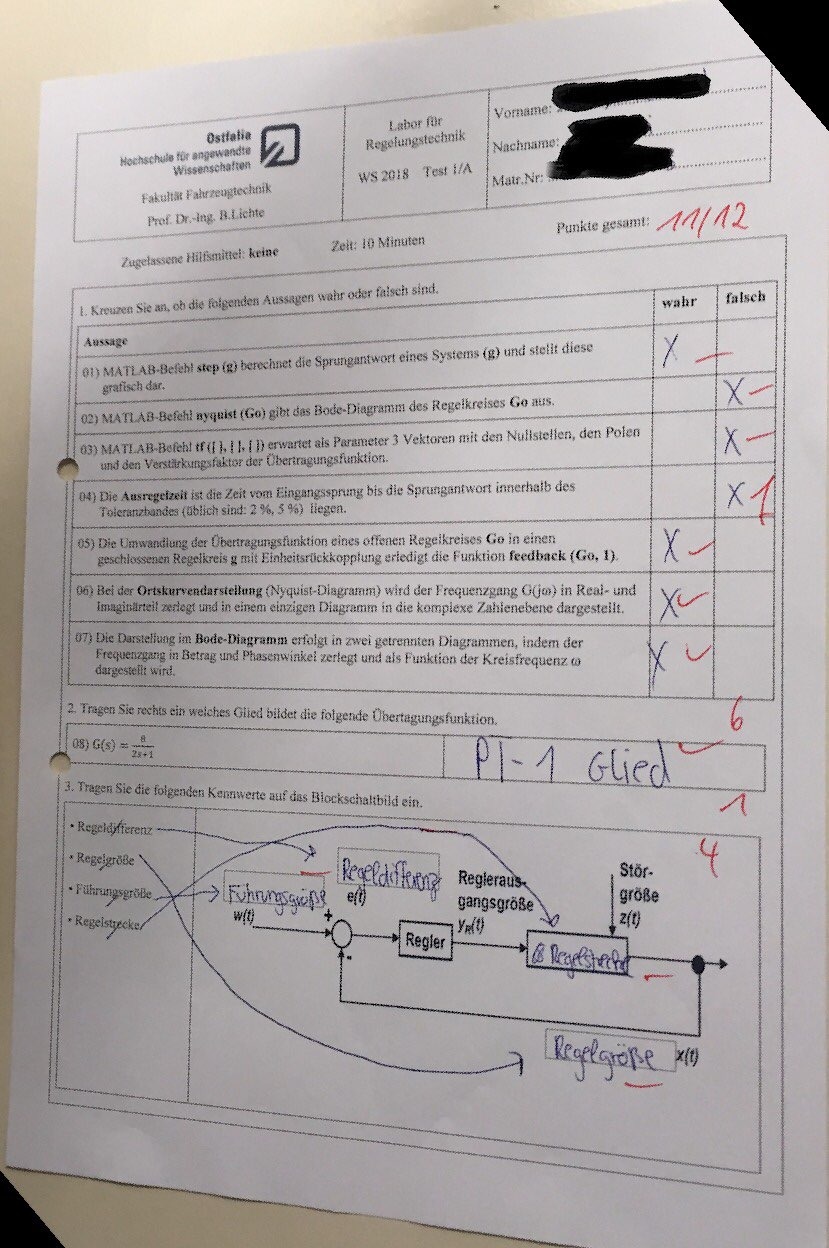 Ostfalia
Hochschule für angewandte
Wissenschaften
Fakultät Fahrzeugtechnik
Prof. Dr.-Ing. B.Lichte
Labor für
Regelungstechnik
WS 2018 Test 1/A
Vorname:
Nachname:
Matr.Nr:
Zugelassene Hilfsmittel: keine Zeit: 10 Minuten Punkte gesamt: 11/12
1. Kreuzen Sie an, ob die folgenden Aussagen wahr oder falsch sind.
Aussage wahr falsch
01) MATLAB-Befehl step (g) berechnet die Sprungantwort eines Systems (g) und stellt diese X
grafisch dar.
02) MATLAB-Befehl nyquist (Go) gibt das Bode-Diagramm des Regelkreises Go aus. X
03) MATLAB-Befehl tf ([ ], [ ], [ ]) erwartet als Parameter 3 Vektoren mit den Nullstellen, den Polen X
und den Verstärkungsfaktor der Übertragungsfunktion.
04) Die Ausregelzeit ist die Zeit vom Eingangssprung bis die Sprungantwort innerhalb des X
Toleranzbandes (üblich sind: 2 %, 5 %) liegen.
05) Die Umwandlung der Übertragungsfunktion eines offenen Regelkreises Go in einen X
geschlossenen Regelkreis g mit Einheitsrückkopplung erledigt die Funktion feedback (Go, 1).
06) Bei der Ortskurvendarstellung (Nyquist-Diagramm) wird der Frequenzgang G(jω) in Real- und X
Imaginärteil zerlegt und in einem einzigen Diagramm in die komplexe Zahlenebene dargestellt.
07) Die Darstellung im Bode-Diagramm erfolgt in zwei getrennten Diagrammen, indem der X
Frequenzgang in Betrag und Phasenwinkel zerlegt und als Funktion der Kreisfrequenz ω
dargestellt wird.
6
2. Tragen Sie rechts ein welches Glied bildet die folgende Übertagungsfunktion.
08) G(s) = 8/2s+1 PT-1 Glied
1
3. Tragen Sie die folgenden Kennwerte auf das Blockschaltbild ein.
4
• Regeldifferenz
• Regelgröße
• Führungsgröße
• Regelstrecke
Führungsgröße
w(t)
+
-
Regeldifferenz
e(t)
Regler
Regleraus-
gangsgröße
yR(t)
Stör-
größe
z(t)
Regelstrecke
Regelgröße x(t)